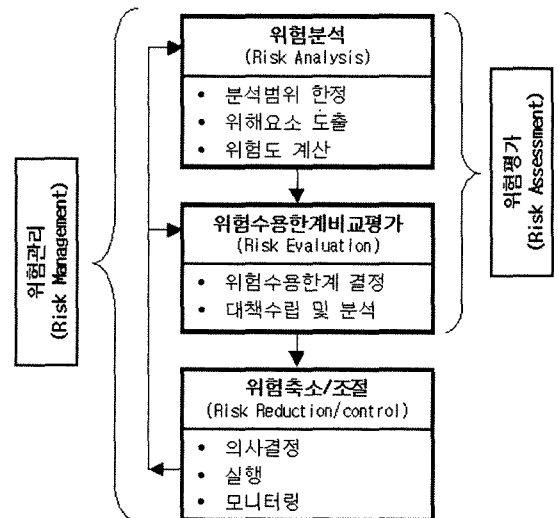 위험관리
(Risk Management)
위험분석
(Risk Analysis)
• 분석범위 한정
• 위해요소 도출
• 위험도 계산
위험수용한계비교평가
(Risk Evaluation)
• 위험수용한계 결정
• 대책수립 및 분석
위험축소/조절
(Risk Reduction/control)
• 의사결정
• 실행
• 모니터링
위험평가
(Risk Assessment)